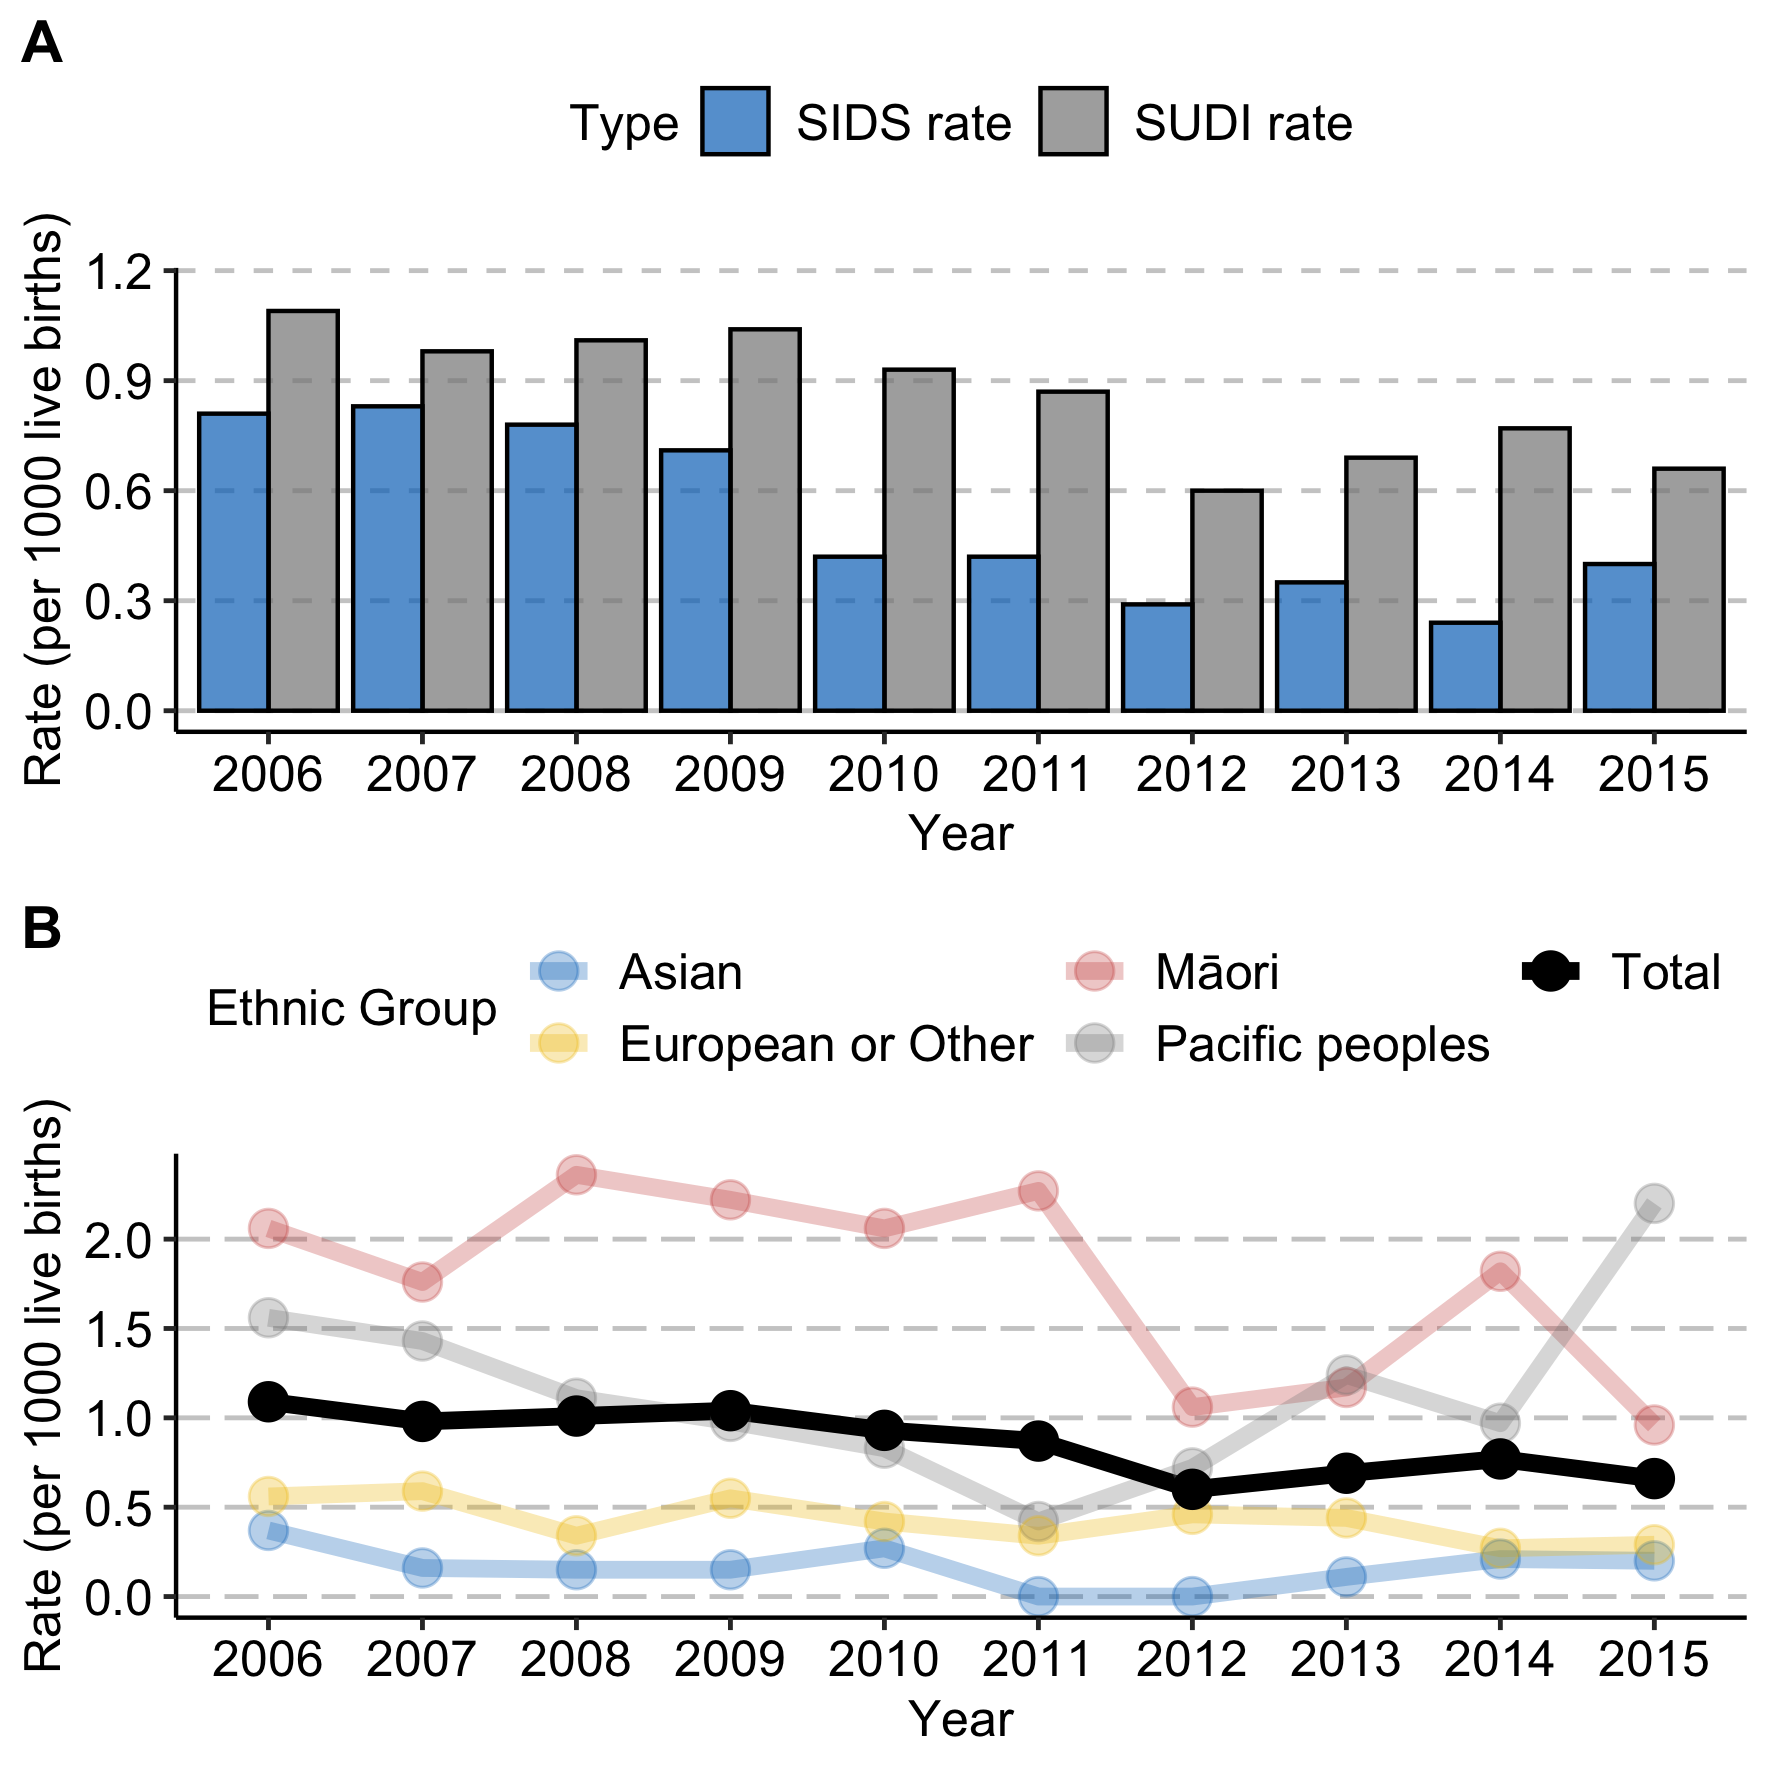 A
Type SIDS rate SUDI rate
Rate (per 1000 live births)
1.2
0.9
0.6
0.3
0.0
2006 2007 2008 2009 2010 2011 2012 2013 2014 2015
Year
B
Ethnic Group
Asian Māori Total
European or Other Pacific peoples
Rate (per 1000 live births)
2.0
1.5
1.0
0.5
0.0
2006 2007 2008 2009 2010 2011 2012 2013 2014 2015
Year